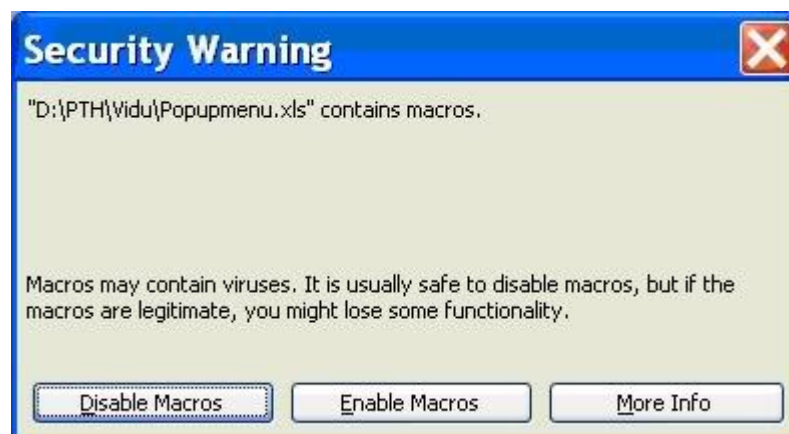 Security Warning
"D:\PTH\Vidu\Popupmenu.xls" contains macros.
Macros may contain viruses. It is usually safe to disable macros, but if the
macros are legitimate, you might lose some functionality.
Disable Macros Enable Macros More Info